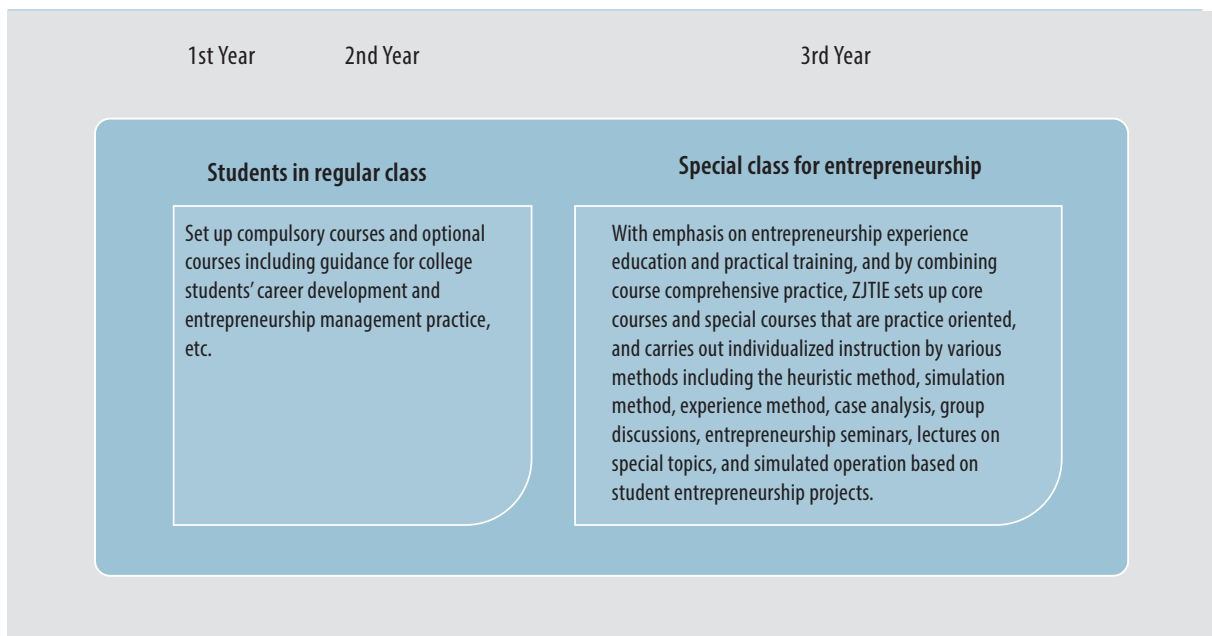 1st Year 2nd Year 3rd Year
Students in regular class
Set up compulsory courses and optional
courses including guidance for college
students’ career development and
entrepreneurship management practice,
etc.
Special class for entrepreneurship
With emphasis on entrepreneurship experience
education and practical training, and by combining
course comprehensive practice, ZJTIE sets up core
courses and special courses that are practice oriented,
and carries out individualized instruction by various
methods including the heuristic method, simulation
method, experience method, case analysis, group
discussions, entrepreneurship seminars, lectures on
special topics, and simulated operation based on
student entrepreneurship projects.